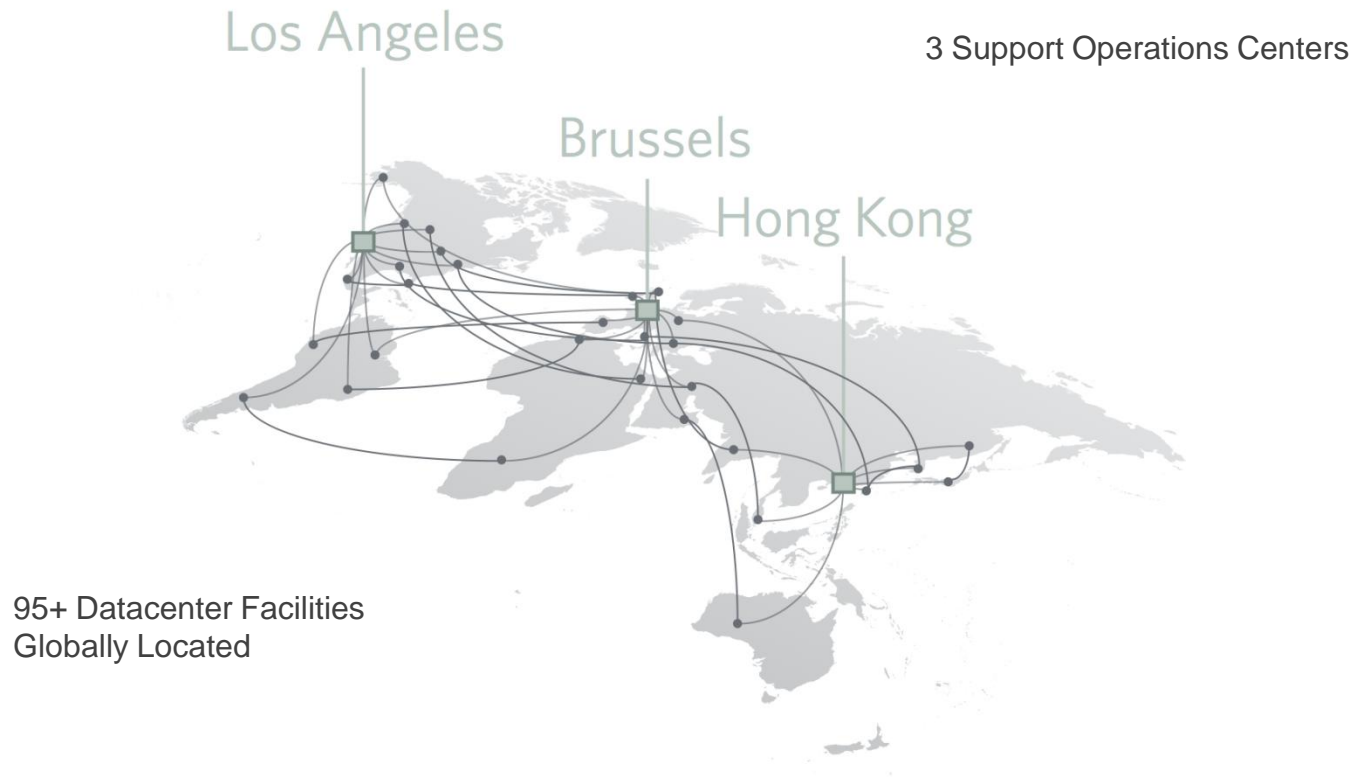 Los Angeles
3 Support Operations Centers
Brussels
Hong Kong
95+ Datacenter Facilities
Globally Located